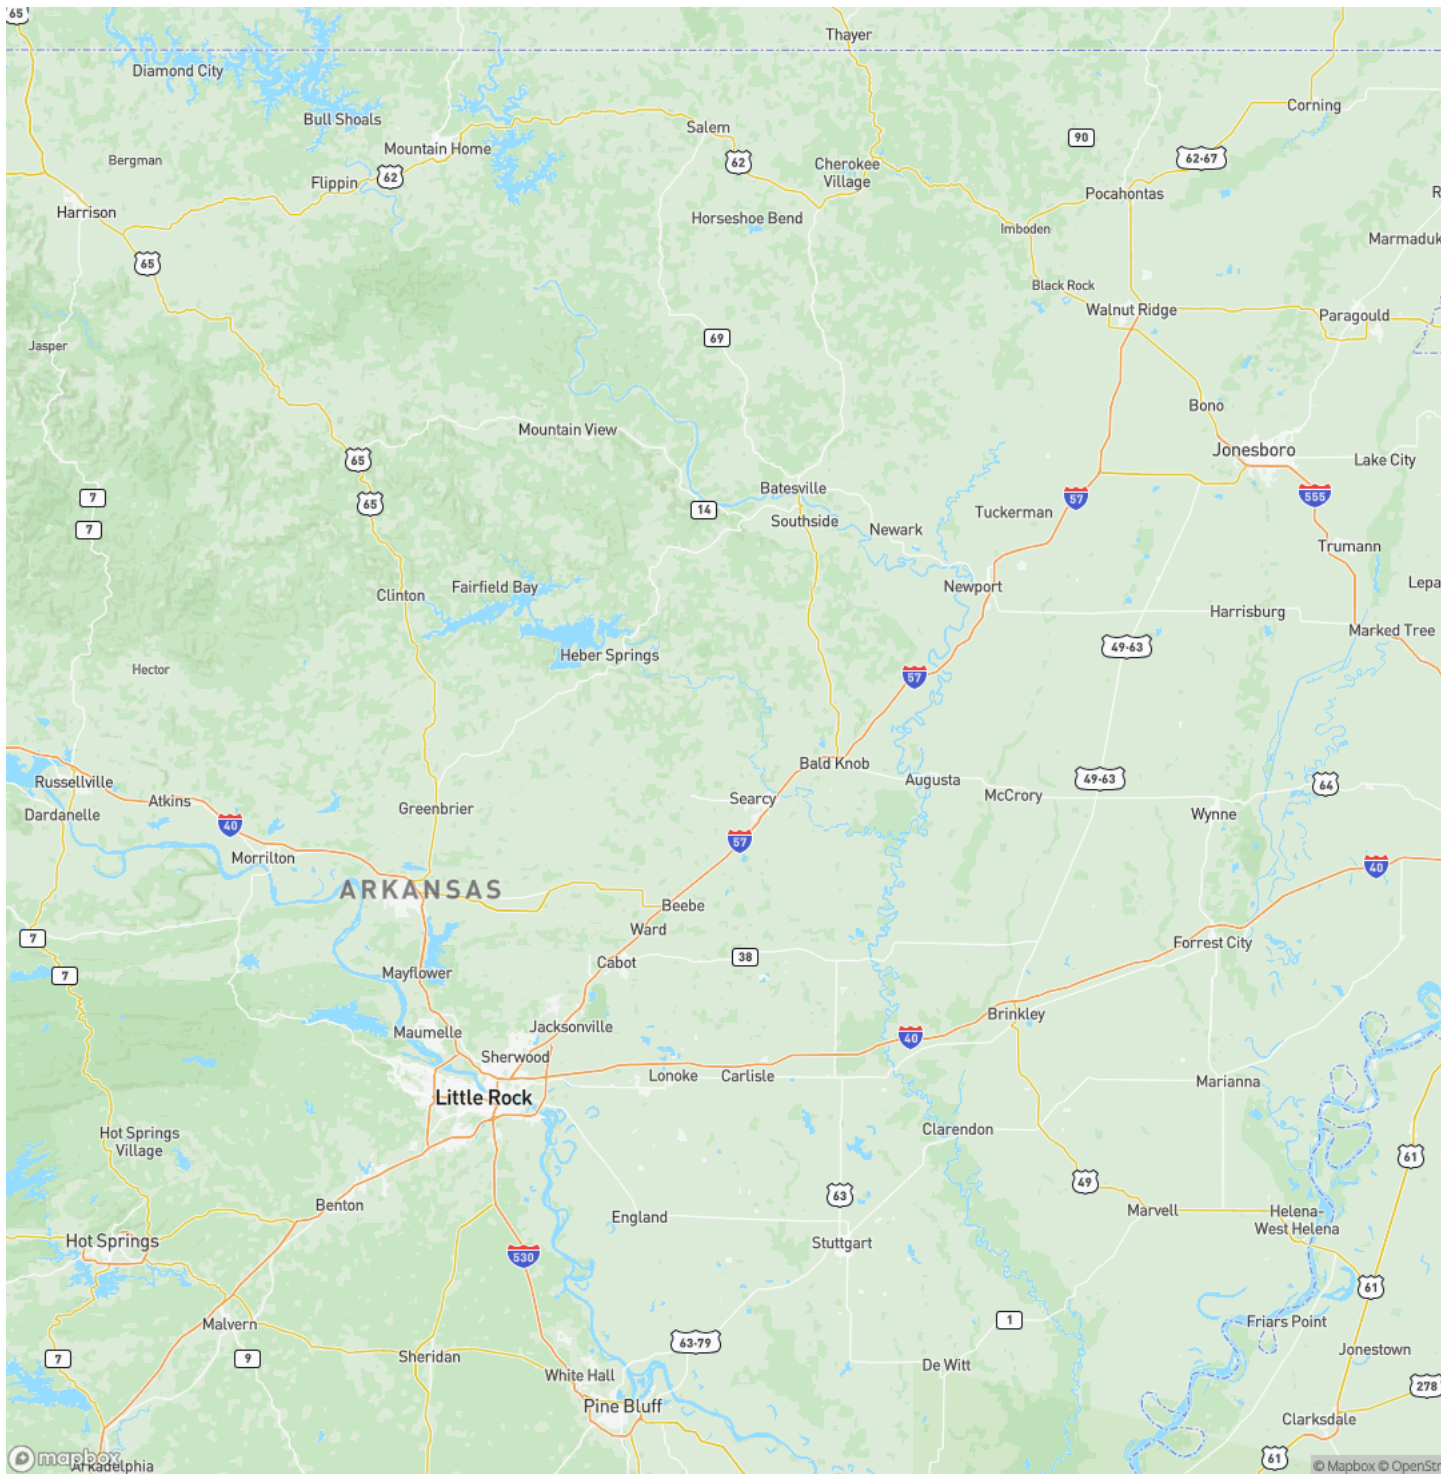 65
Thayer
Diamond City
Corning
Bull Shoals
Salem
90
Mountain Home
62
62-67
Bergman
Cherokee
Village
62
Flippin
Pocahontas
Harrison
Horseshoe Bend
Imboden
Marmaduk
65
Black Rock
Walnut Ridge
Paragould
69
Jasper
Bono
Mountain View
Jonesboro
65
Lake City
Batesville
7
57
555
65
14
Tuckerman
Southside
7
Newark
Trumann
Fairfield Bay
Newport
Lepa
Clinton
Harrisburg
Marked Tree
49-63
Heber Springs
Hector
57
Bald Knob
Russellville
Augusta
49-63
64
Atkins
Searcy
McCrory
Dardanelle
Greenbrier
Wynne
40
57
Morrilton
40
ARKANSAS
Beebe
Ward
7
Forrest City
38
Cabot
7
Mayflower
Brinkley
Jacksonville
Maumelle
40
Sherwood
Lonoke
Carlisle
Marianna
Little Rock
Clarendon
Hot Springs
Village
61
49
63
Benton
Marvell
Helena-
West Helena
England
Hot Springs
Stuttgart
530
61
1
Friars Point
Malvern
63-79
Jonestown
7
9
Sheridan
De Witt
White Hall
278
Pine Bluff
Clarksdale
61
mapbox
Arkadelphia
© Mapbox © OpenStr